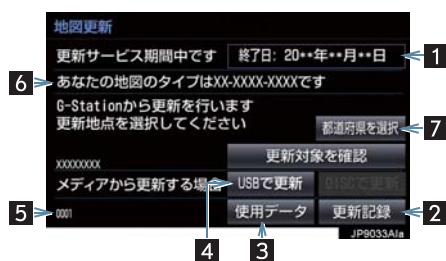 地図更新
更新サービス期間中です 終了日: 20**年**月**日
1
6
あなたの地図のタイプはXX-XXXX-XXXXです
G-Stationから更新を行います
更新地点を選択してください
都道府県を選択
7
更新対象を確認
XXXXXXXX
メディアから更新する場合 USBで更新 DISCで更新
5
0001
使用データ 更新記録
2
4
3
JP9033AIa